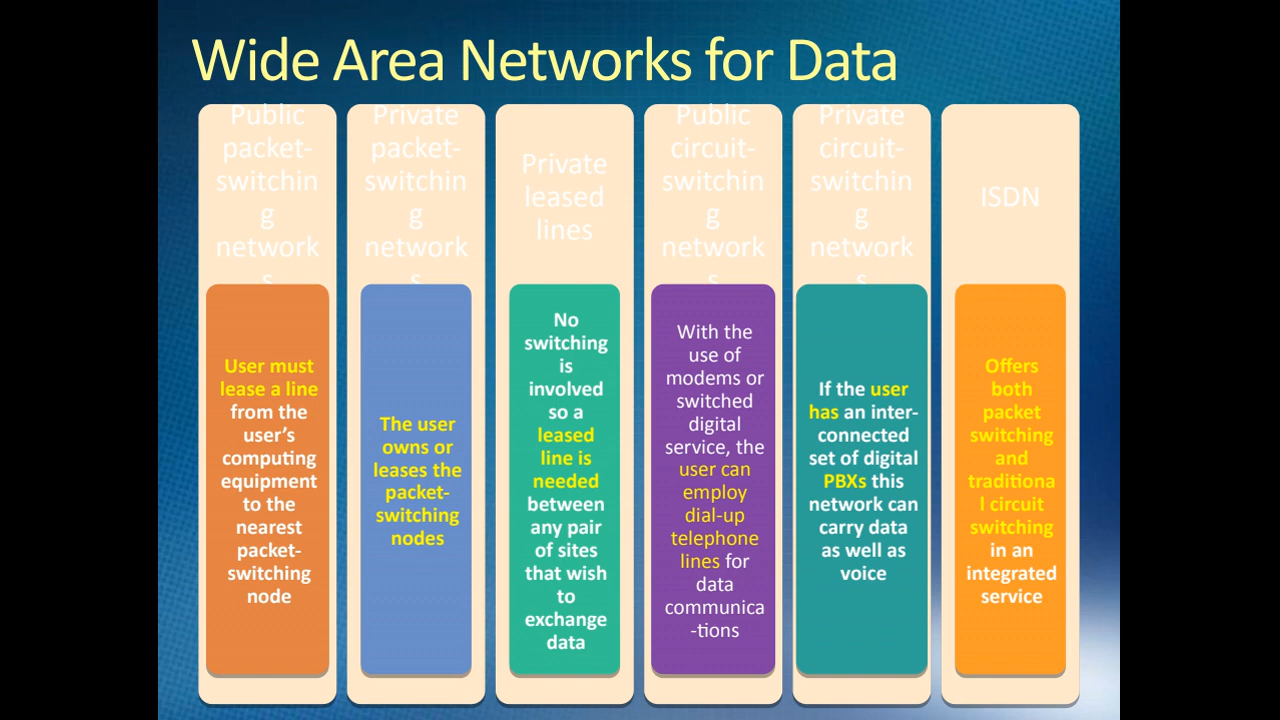 Wide Area Networks for Data
Public
packet-
switchin
g
network
s
User must
lease a line
from the
user's
computing
equipment
to the
nearest
packet-
switching
node
Private
packet-
switchin
g
network
s
The user
owns or
leases the
packet-
switching
nodes
Private
leased
lines
No
switching
is
involved
so a
leased
line is
needed
between
any pair
of sites
that wish
to
exchange
data
Public
circuit-
switchin
g
network
s
With the
use of
modems or
switched
digital
service, the
user can
employ
dial-up
telephone
lines for
data
communica
-tions
Private
circuit-
switchin
g
network
s
If the user
has an inter-
connected
set of digital
PBXs this
network can
carry data
as well as
voice
ISDN
Offers
both
packet
switching
and
traditiona
l circuit
switching
in an
integrated
service